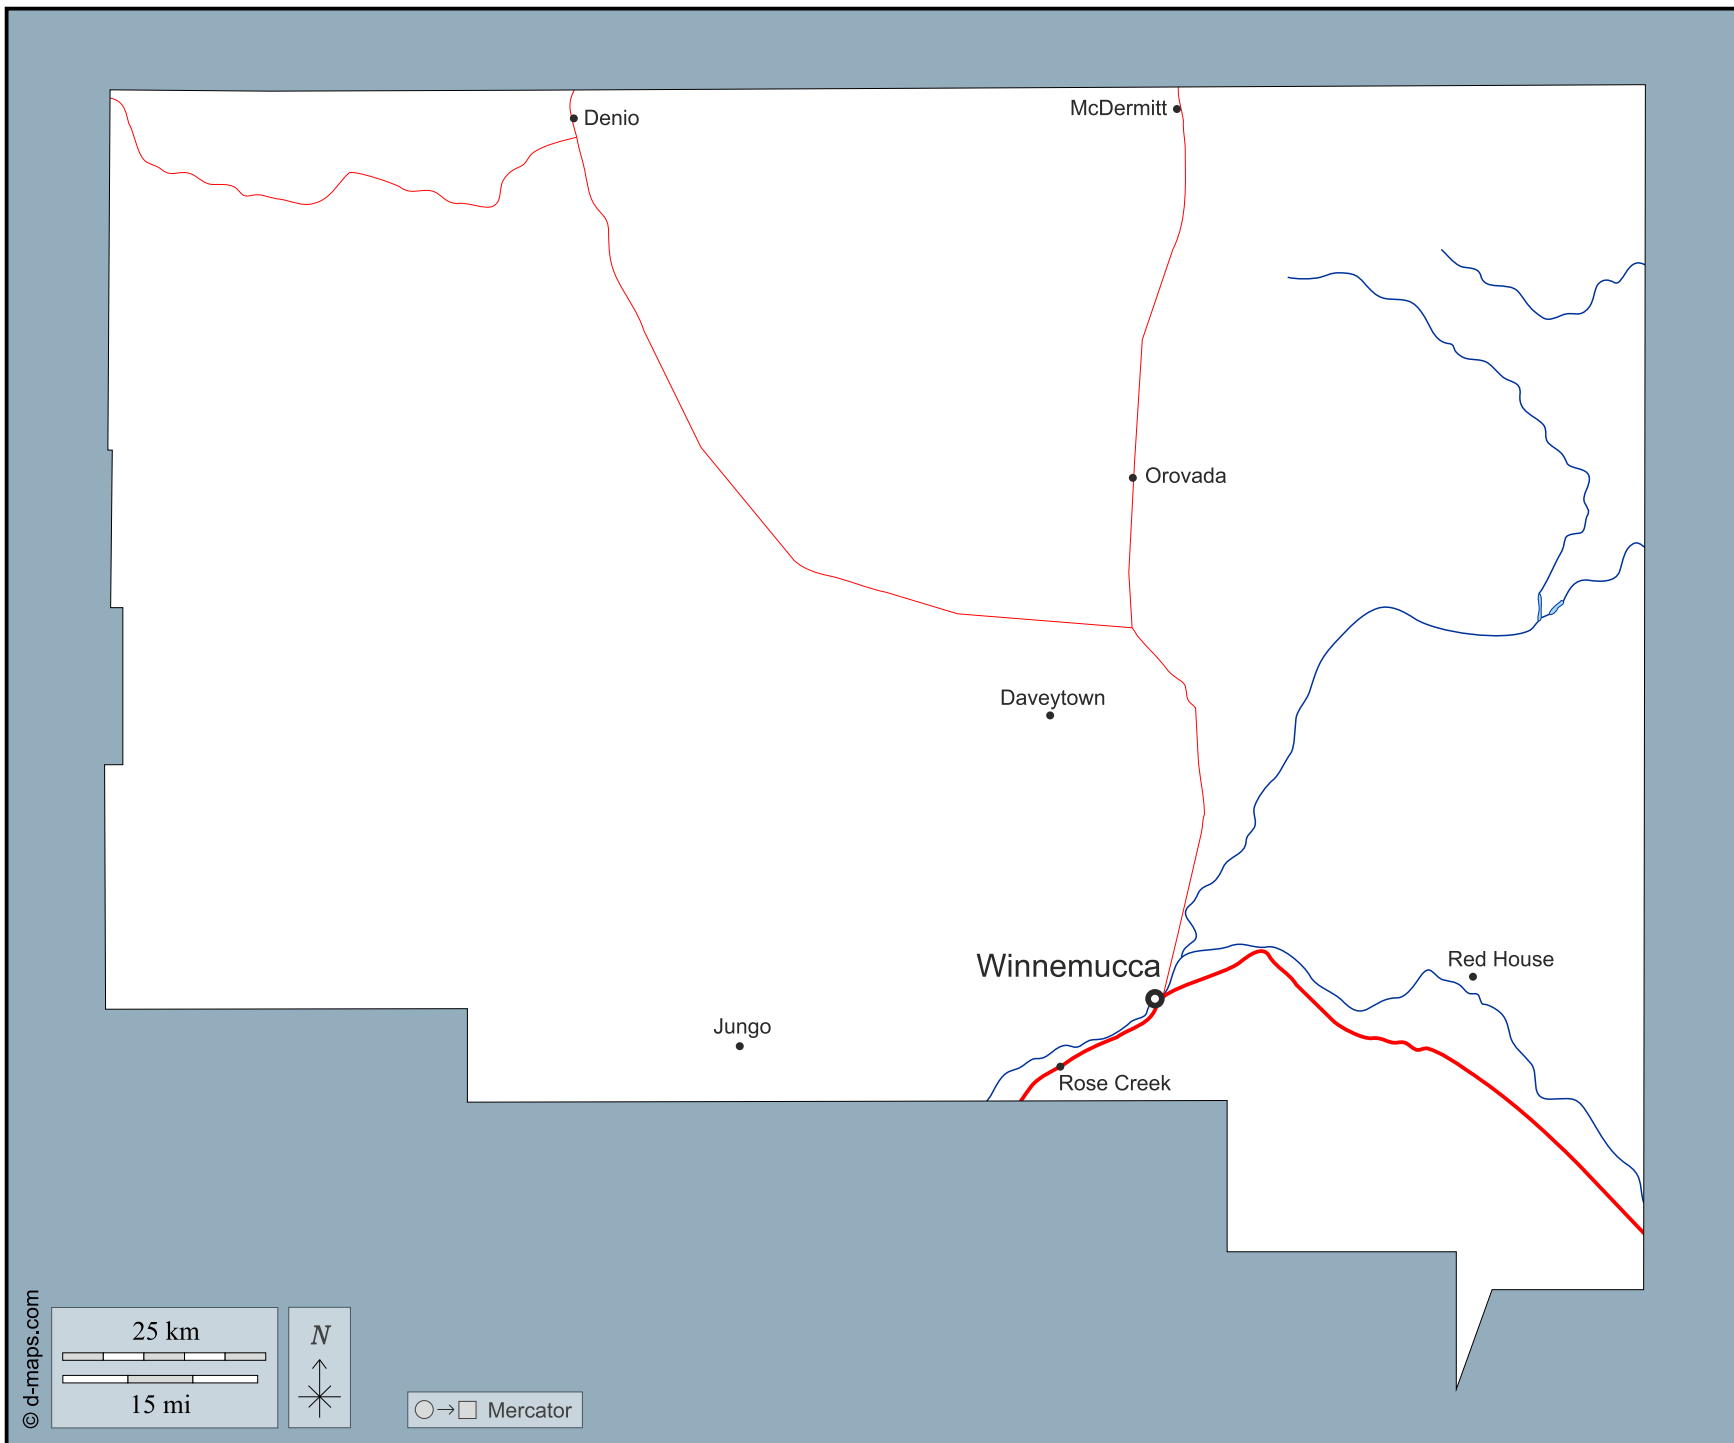 Denio
McDermitt
Orovada
Daveytown
Winnemucca
Red House
Jungo
Rose Creek
© d-maps.com
25 km
15 mi
N
Mercator